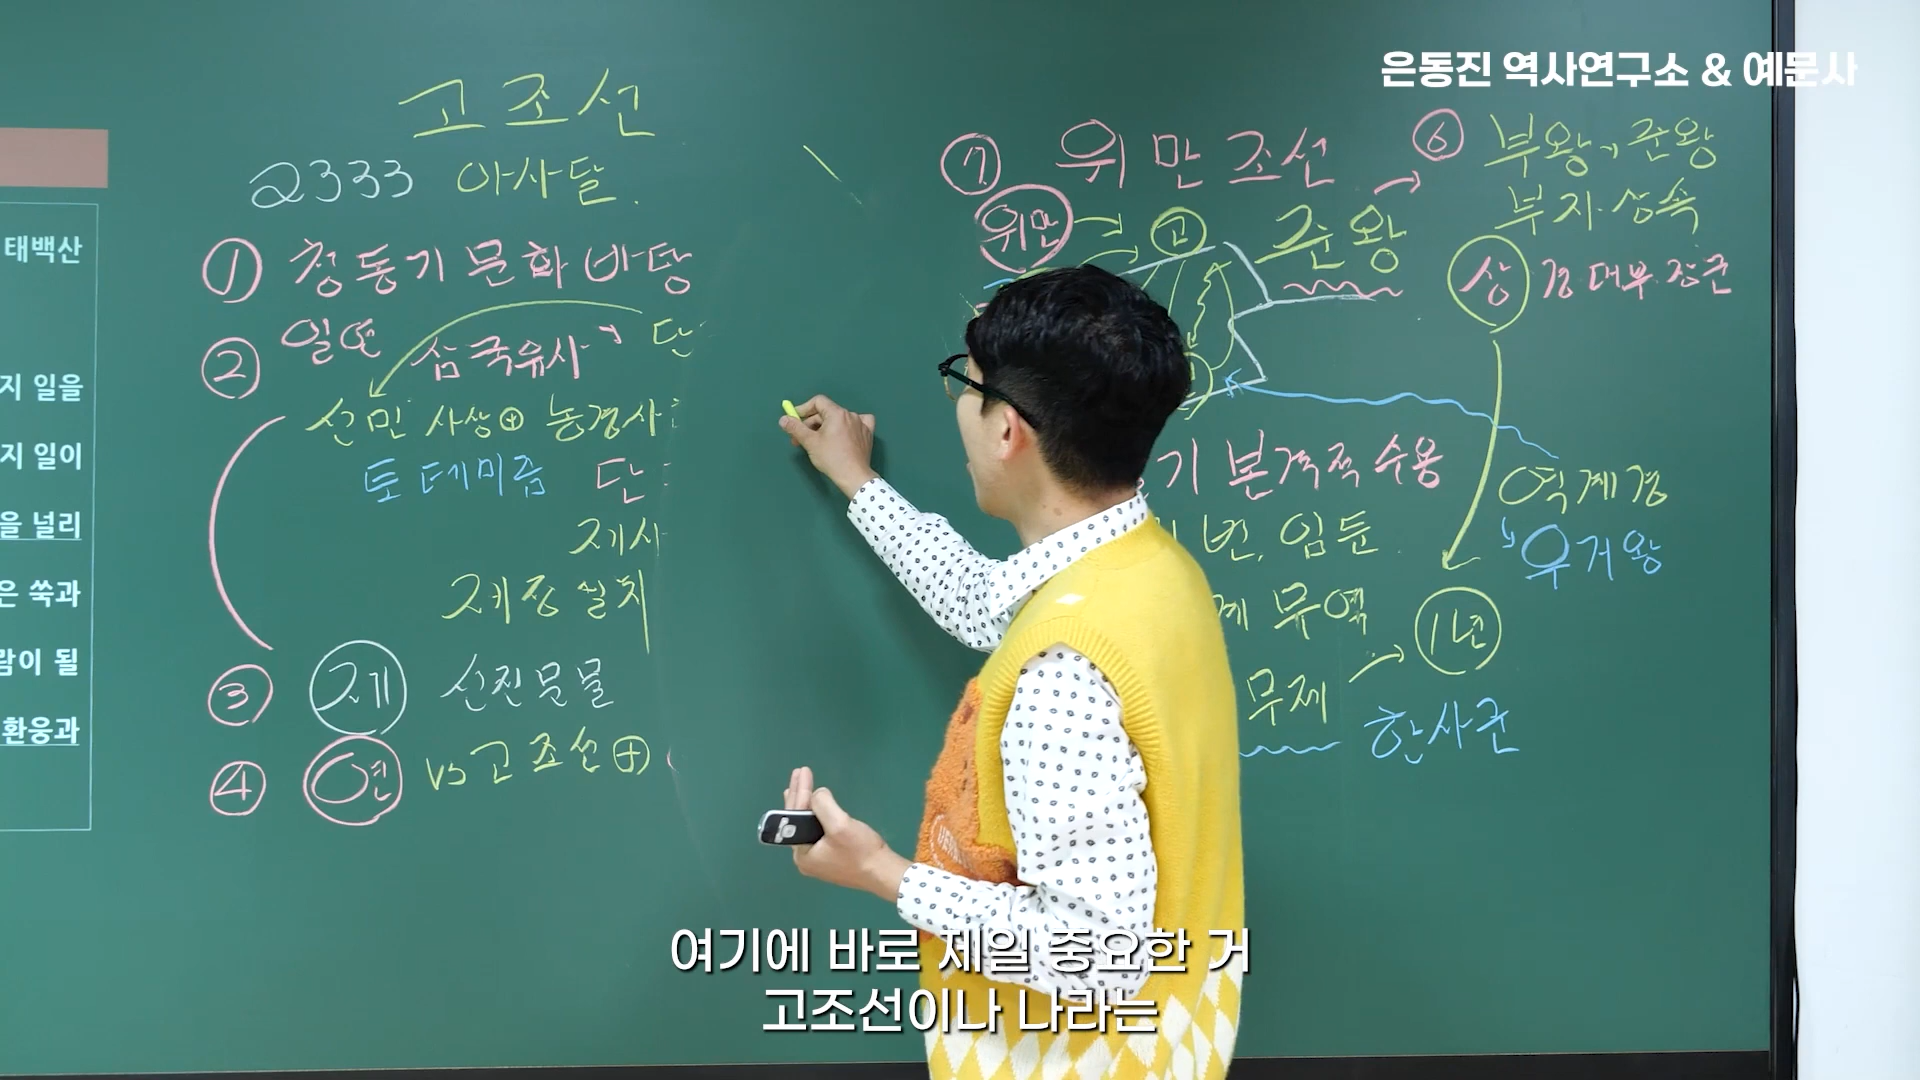 은동진 역사연구소 & 예문사
태백산
지 일을
지 일이
을 널리
은 쑥과
람이 될
환웅과
고조선
2333 아사달.
① 청동기 문화 바탕
② 일연 삼국유사 단
선민 사상 ⊕ 농경사
토테미즘 단
제사
제정 일치
③ 제 선진문물
④ 연 vs 고조선 ⊕
⑦ 위만조선
위만 고 준왕
⑥ 부왕, 준왕
부자상속
상 경 대부 장군
기 본격적 수용
번, 임둔
계 무역
무제 1년
한사군
역계경
우거왕
여기에 바로 제일 중요한 거
고조선이나 나라는